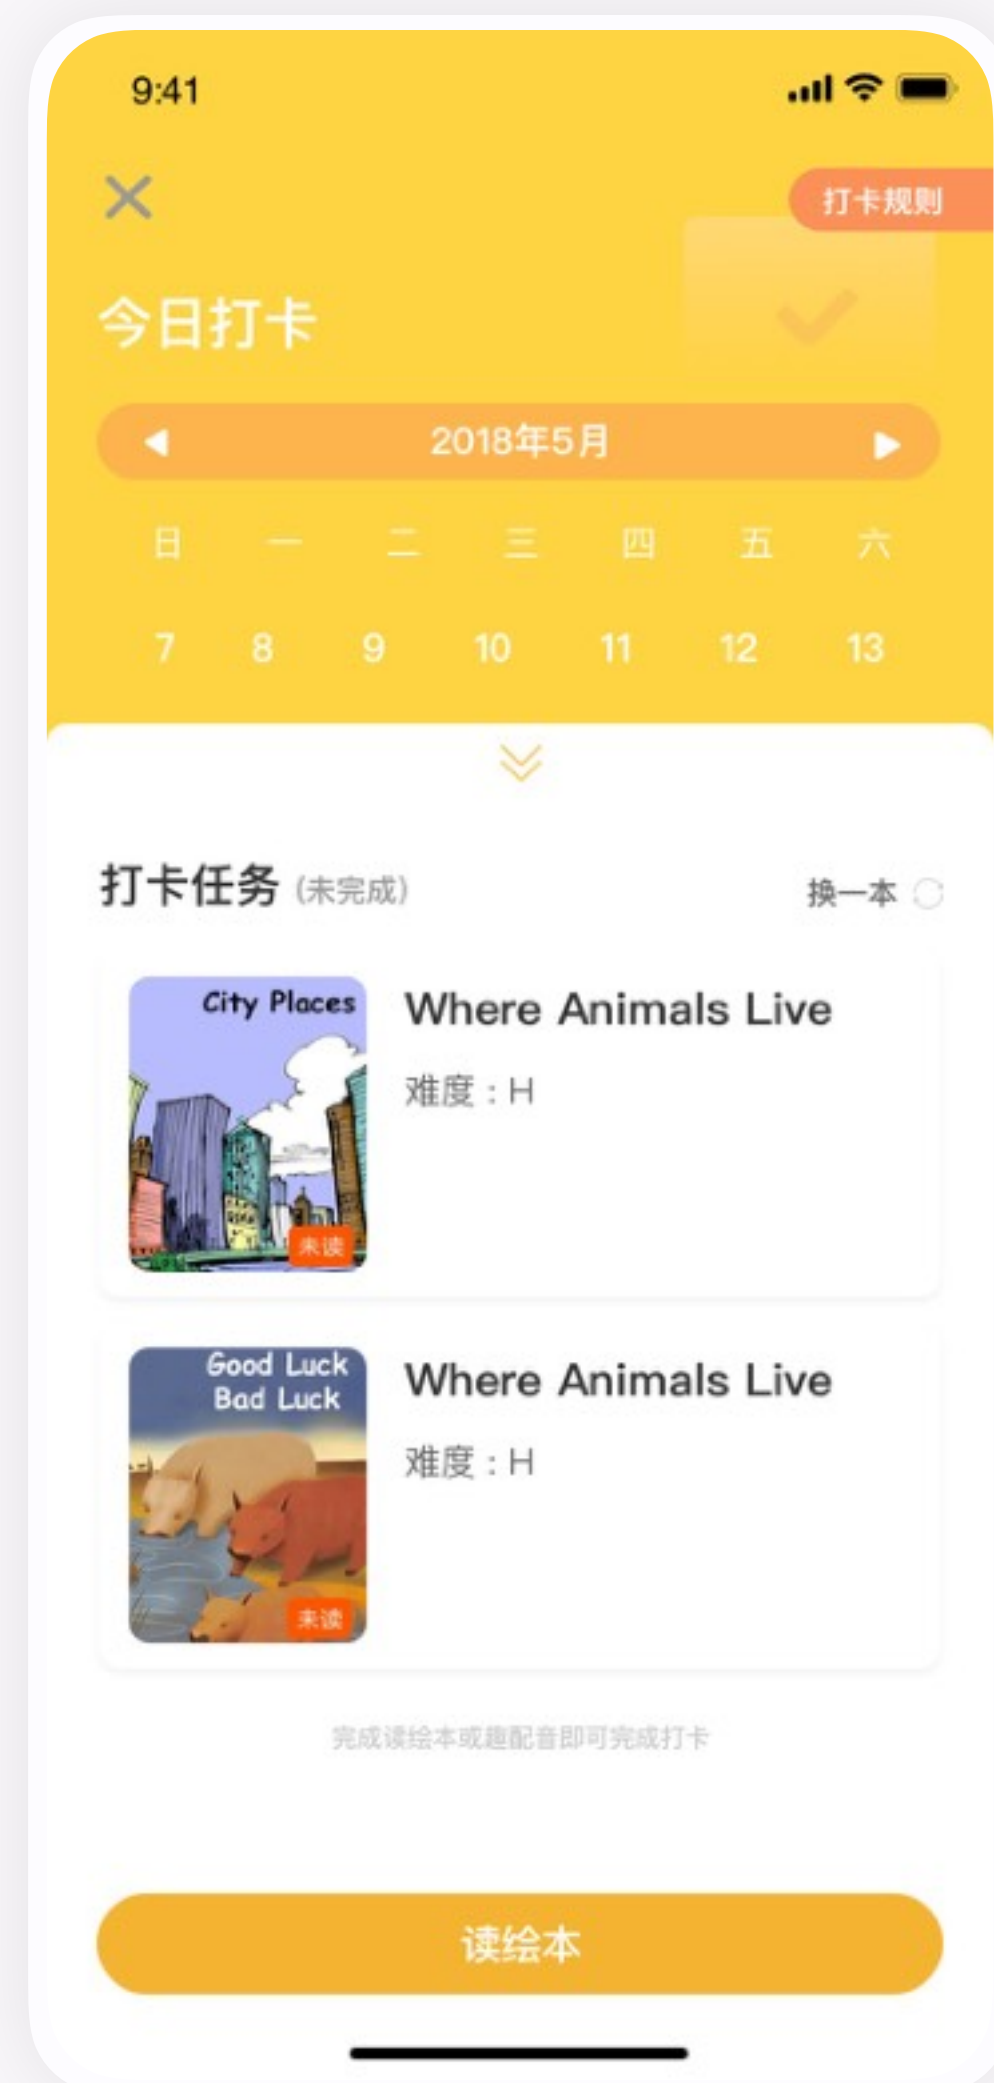 9:41
打卡规则
今日打卡
2018年5月
日 一 二 三 四 五 六
7 8 9 10 11 12 13
打卡任务 (未完成)
换一本
City Places
未读
Where Animals Live
难度：H
Good Luck
Bad Luck
未读
Where Animals Live
难度：H
完成读绘本或趣配音即可完成打卡
读绘本